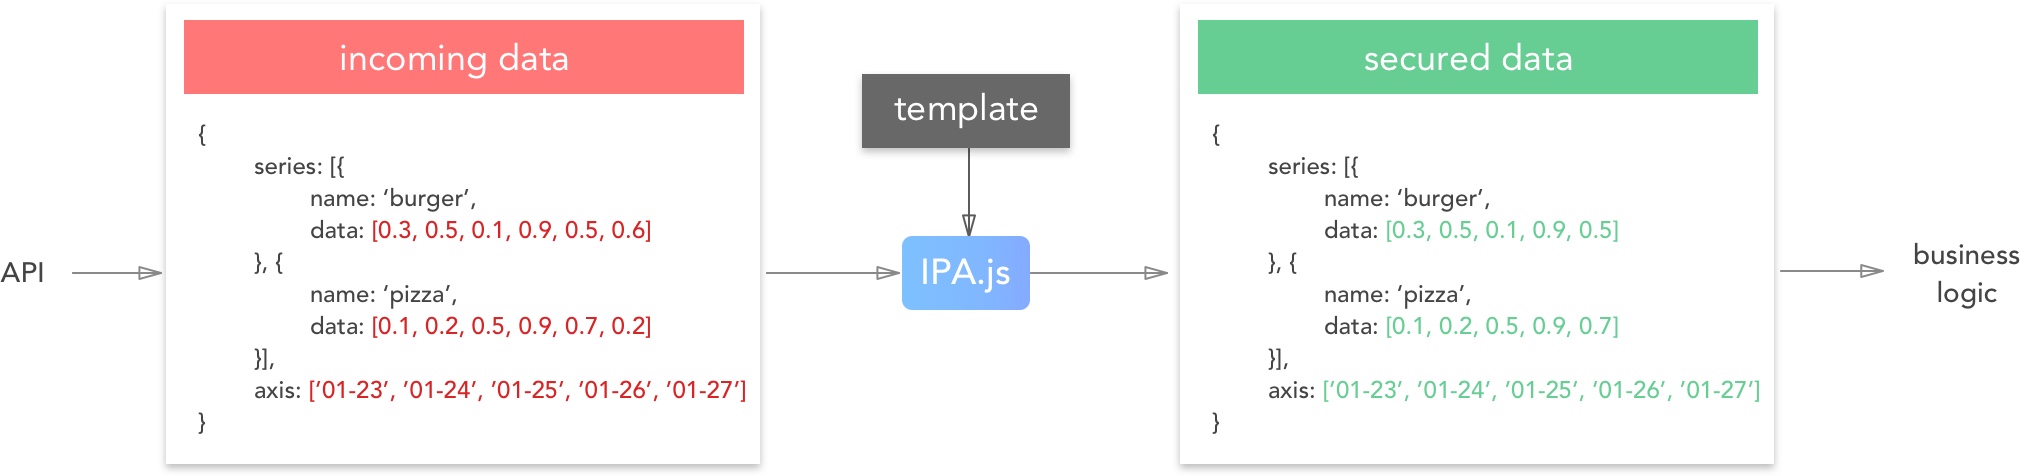 API
incoming data
{
series: [{
name: ‘burger’,
data: [0.3, 0.5, 0.1, 0.9, 0.5, 0.6]
}, {
name: ‘pizza’,
data: [0.1, 0.2, 0.5, 0.9, 0.7, 0.2]
}],
axis: [’01-23’, ’01-24’, ’01-25’, ’01-26’, ’01-27’]
}
template
IPA.js
secured data
{
series: [{
name: ‘burger’,
data: [0.3, 0.5, 0.1, 0.9, 0.5]
}, {
name: ‘pizza’,
data: [0.1, 0.2, 0.5, 0.9, 0.7]
}],
axis: [’01-23’, ’01-24’, ’01-25’, ’01-26’, ’01-27’]
}
business
logic